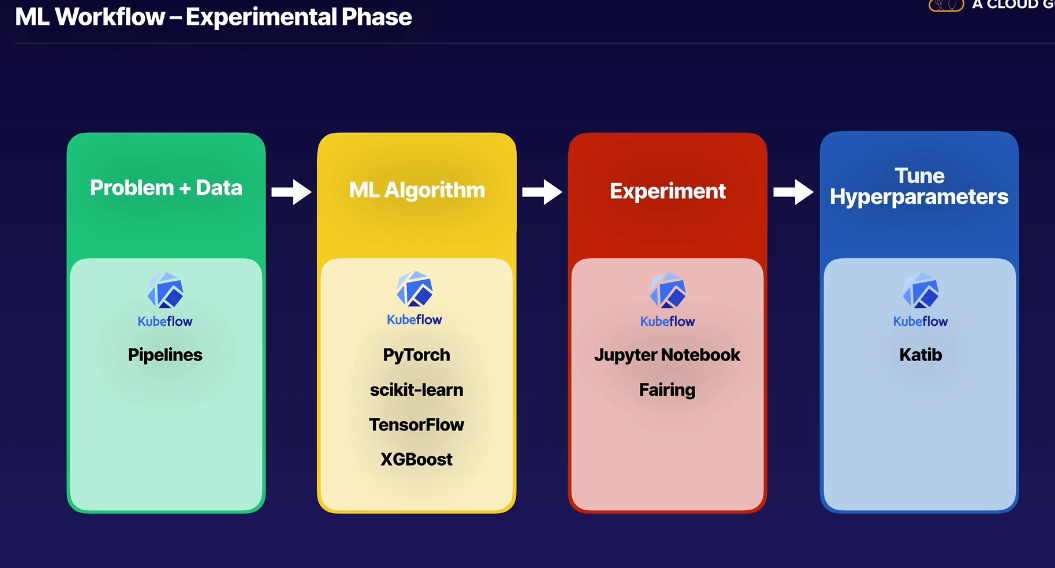 ML Workflow – Experimental Phase
A CLOUD G
Problem + Data
ML Algorithm
Experiment
Tune
Hyperparameters
Kubeflow
Pipelines
Kubeflow
PyTorch
scikit-learn
TensorFlow
XGBoost
Kubeflow
Jupyter Notebook
Fairing
Kubeflow
Katib